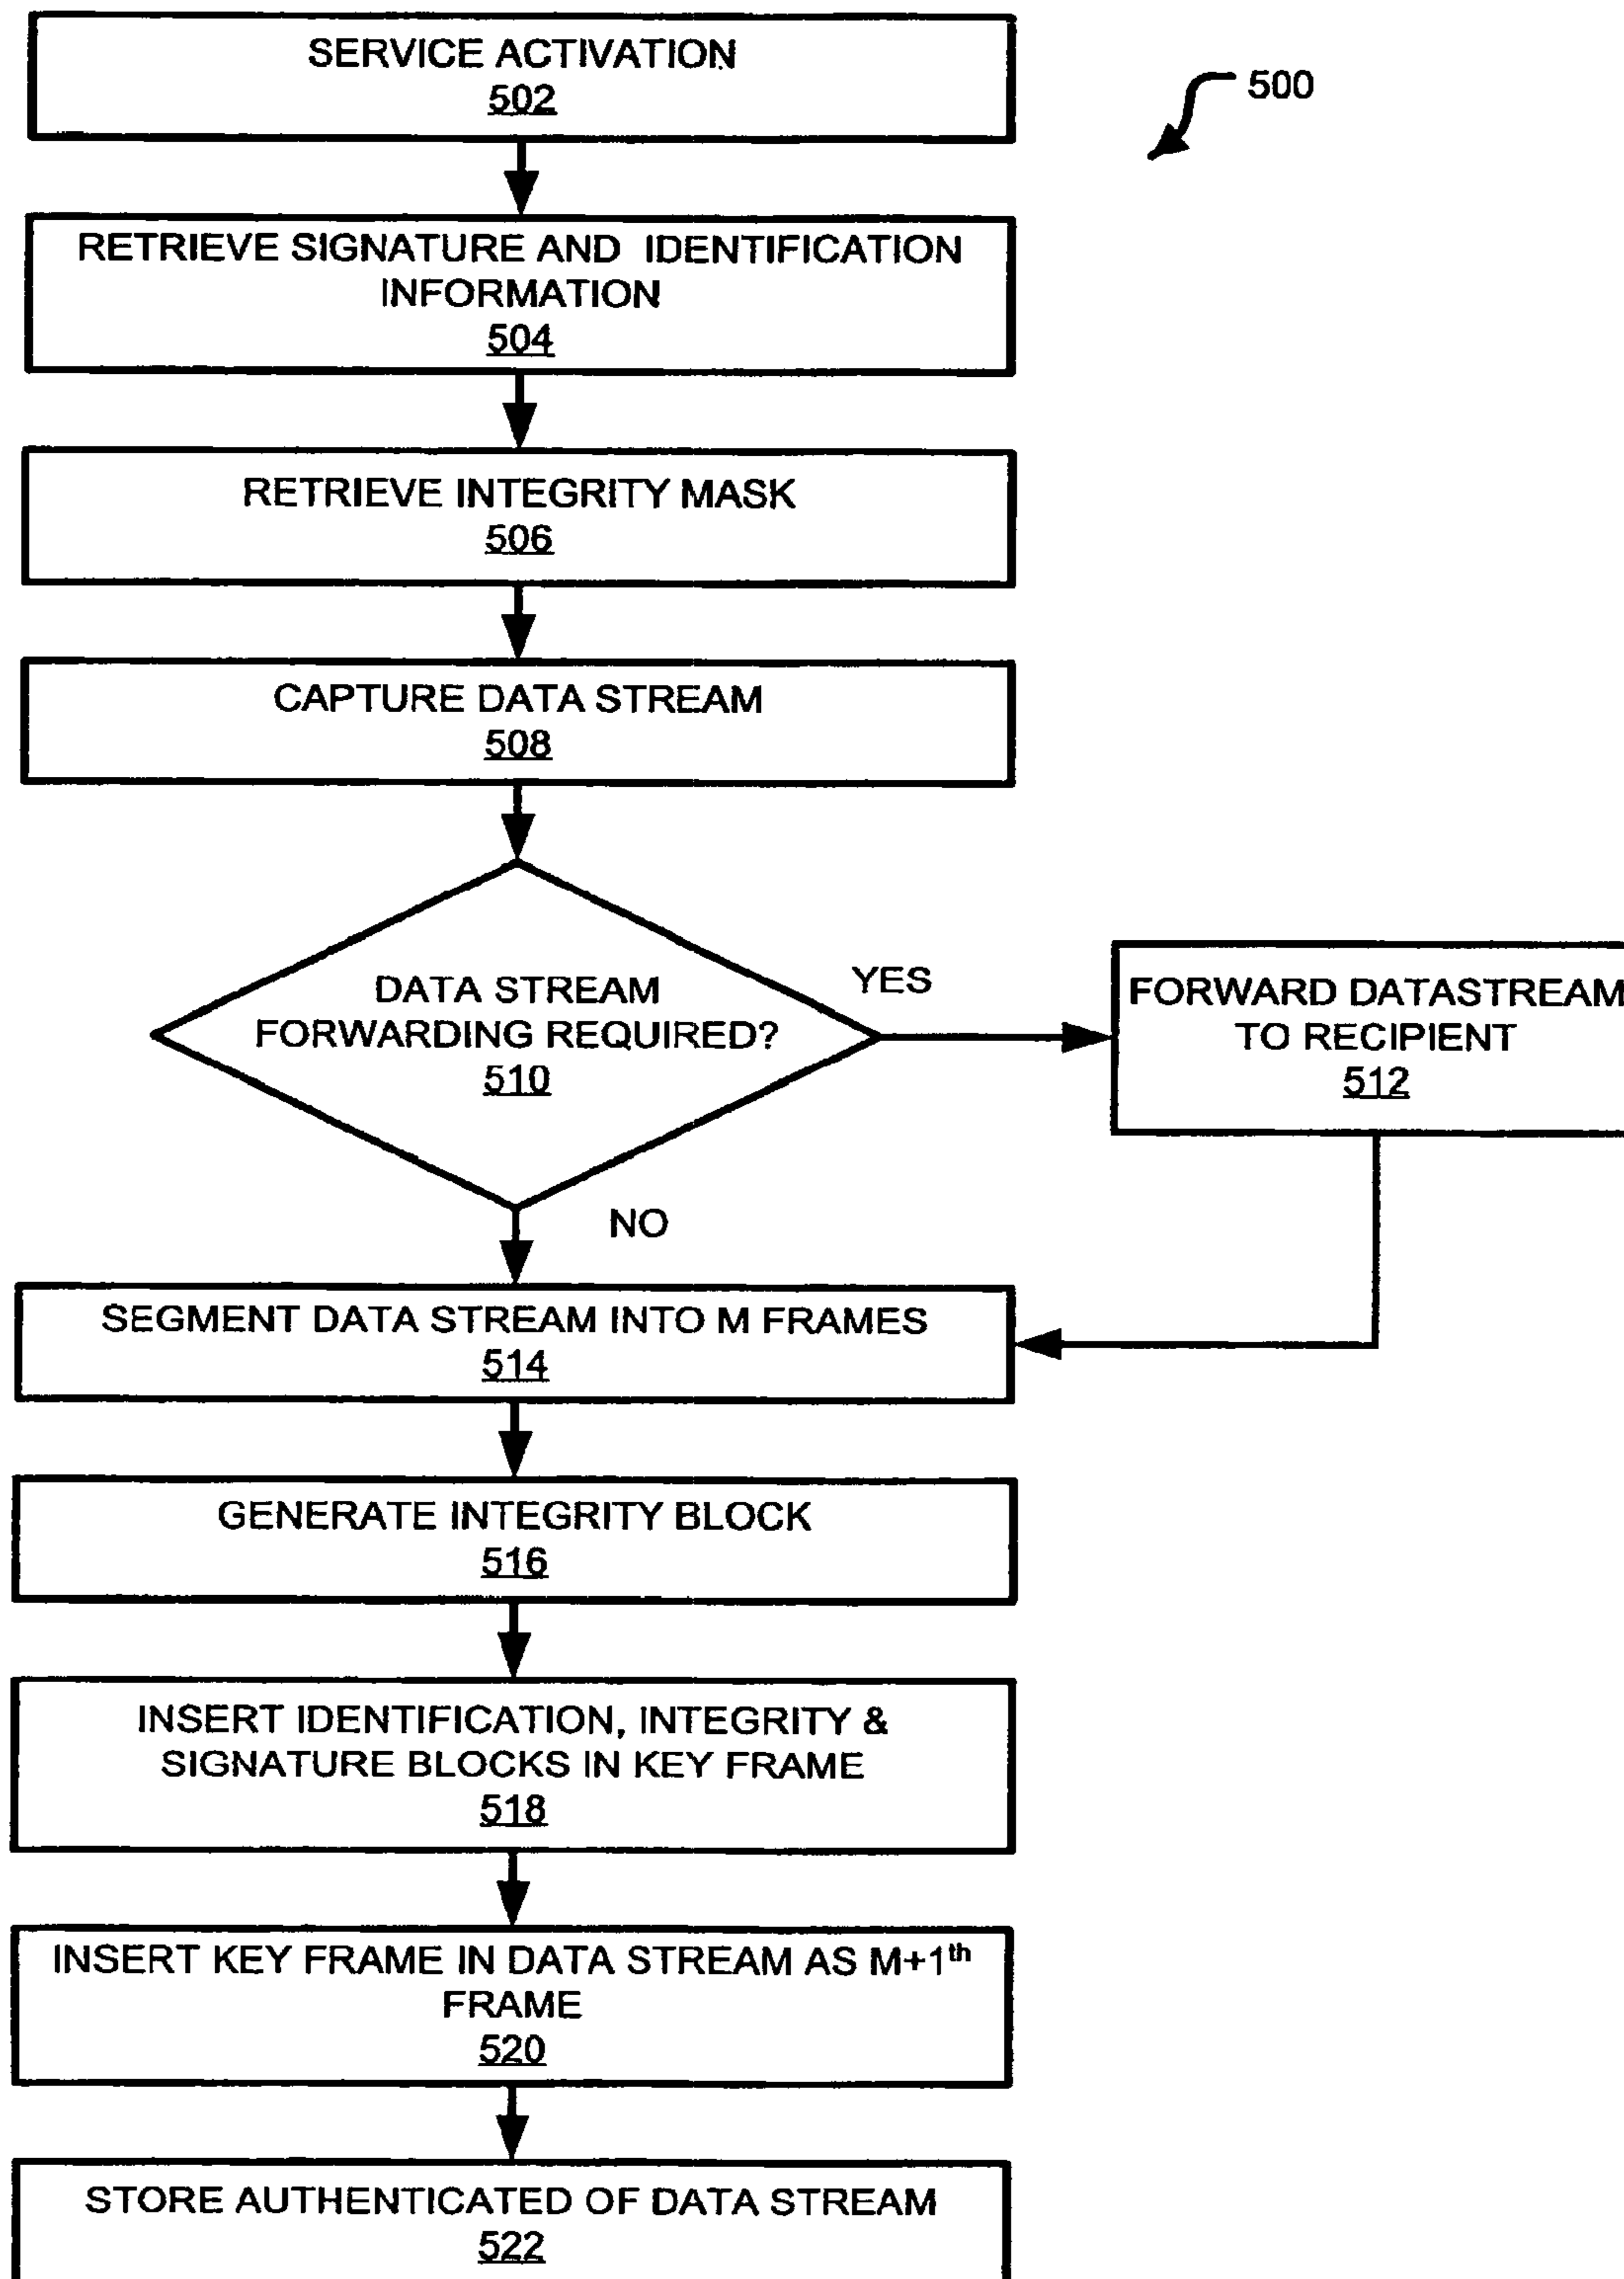 SERVICE ACTIVATION
502
500
RETRIEVE SIGNATURE AND IDENTIFICATION
INFORMATION
504
RETRIEVE INTEGRITY MASK
506
CAPTURE DATA STREAM
508
DATA STREAM
FORWARDING REQUIRED?
510
YES
FORWARD DATASTREAM
TO RECIPIENT
512
NO
SEGMENT DATA STREAM INTO M FRAMES
514
GENERATE INTEGRITY BLOCK
516
INSERT IDENTIFICATION, INTEGRITY &
SIGNATURE BLOCKS IN KEY FRAME
518
INSERT KEY FRAME IN DATA STREAM AS M+1th
FRAME
520
STORE AUTHENTICATED OF DATA STREAM
522